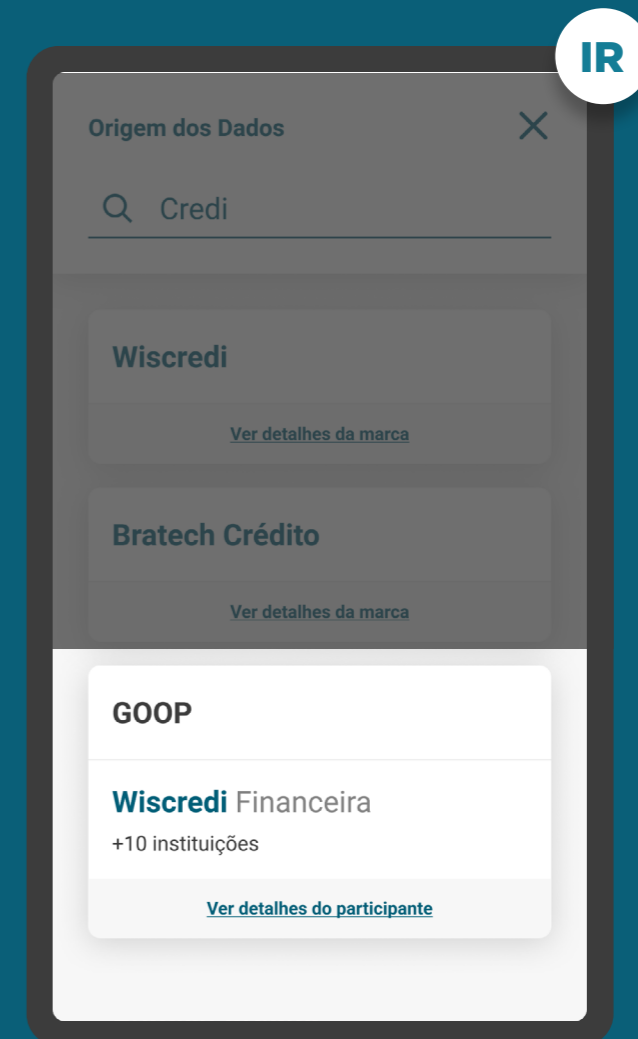 IR
Origem dos Dados
Credi
Wiscredi
Ver detalhes da marca
Bratech Crédito
Ver detalhes da marca
GOOP
Wiscredi Financeira
+10 instituições
Ver detalhes do participante